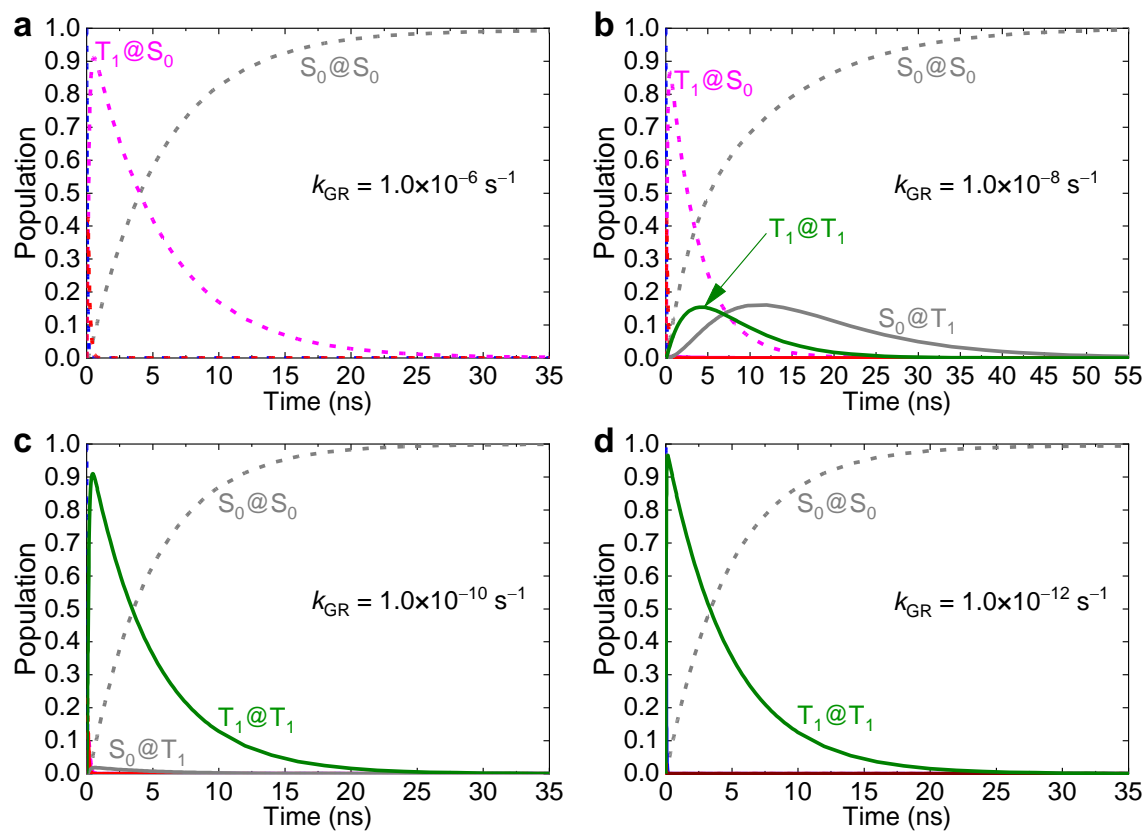 a
1.0
0.9
0.8
0.7
0.6
0.5
0.4
0.3
0.2
0.1
0.0
Population
T₁@S₀
S₀@S₀
k_GR = 1.0×10⁻⁶ s⁻¹
0 5 10 15 20 25 30 35
Time (ns)
b
1.0
0.9
0.8
0.7
0.6
0.5
0.4
0.3
0.2
0.1
0.0
Population
S₀@S₀
T₁@S₀
k_GR = 1.0×10⁻⁸ s⁻¹
T₁@T₁
S₀@T₁
0 5 10 15 20 25 30 35 40 45 50 55
Time (ns)
c
1.0
0.9
0.8
0.7
0.6
0.5
0.4
0.3
0.2
0.1
0.0
Population
S₀@S₀
k_GR = 1.0×10⁻¹⁰ s⁻¹
T₁@T₁
S₀@T₁
0 5 10 15 20 25 30 35
Time (ns)
d
1.0
0.9
0.8
0.7
0.6
0.5
0.4
0.3
0.2
0.1
0.0
Population
S₀@S₀
k_GR = 1.0×10⁻¹² s⁻¹
T₁@T₁
0 5 10 15 20 25 30 35
Time (ns)